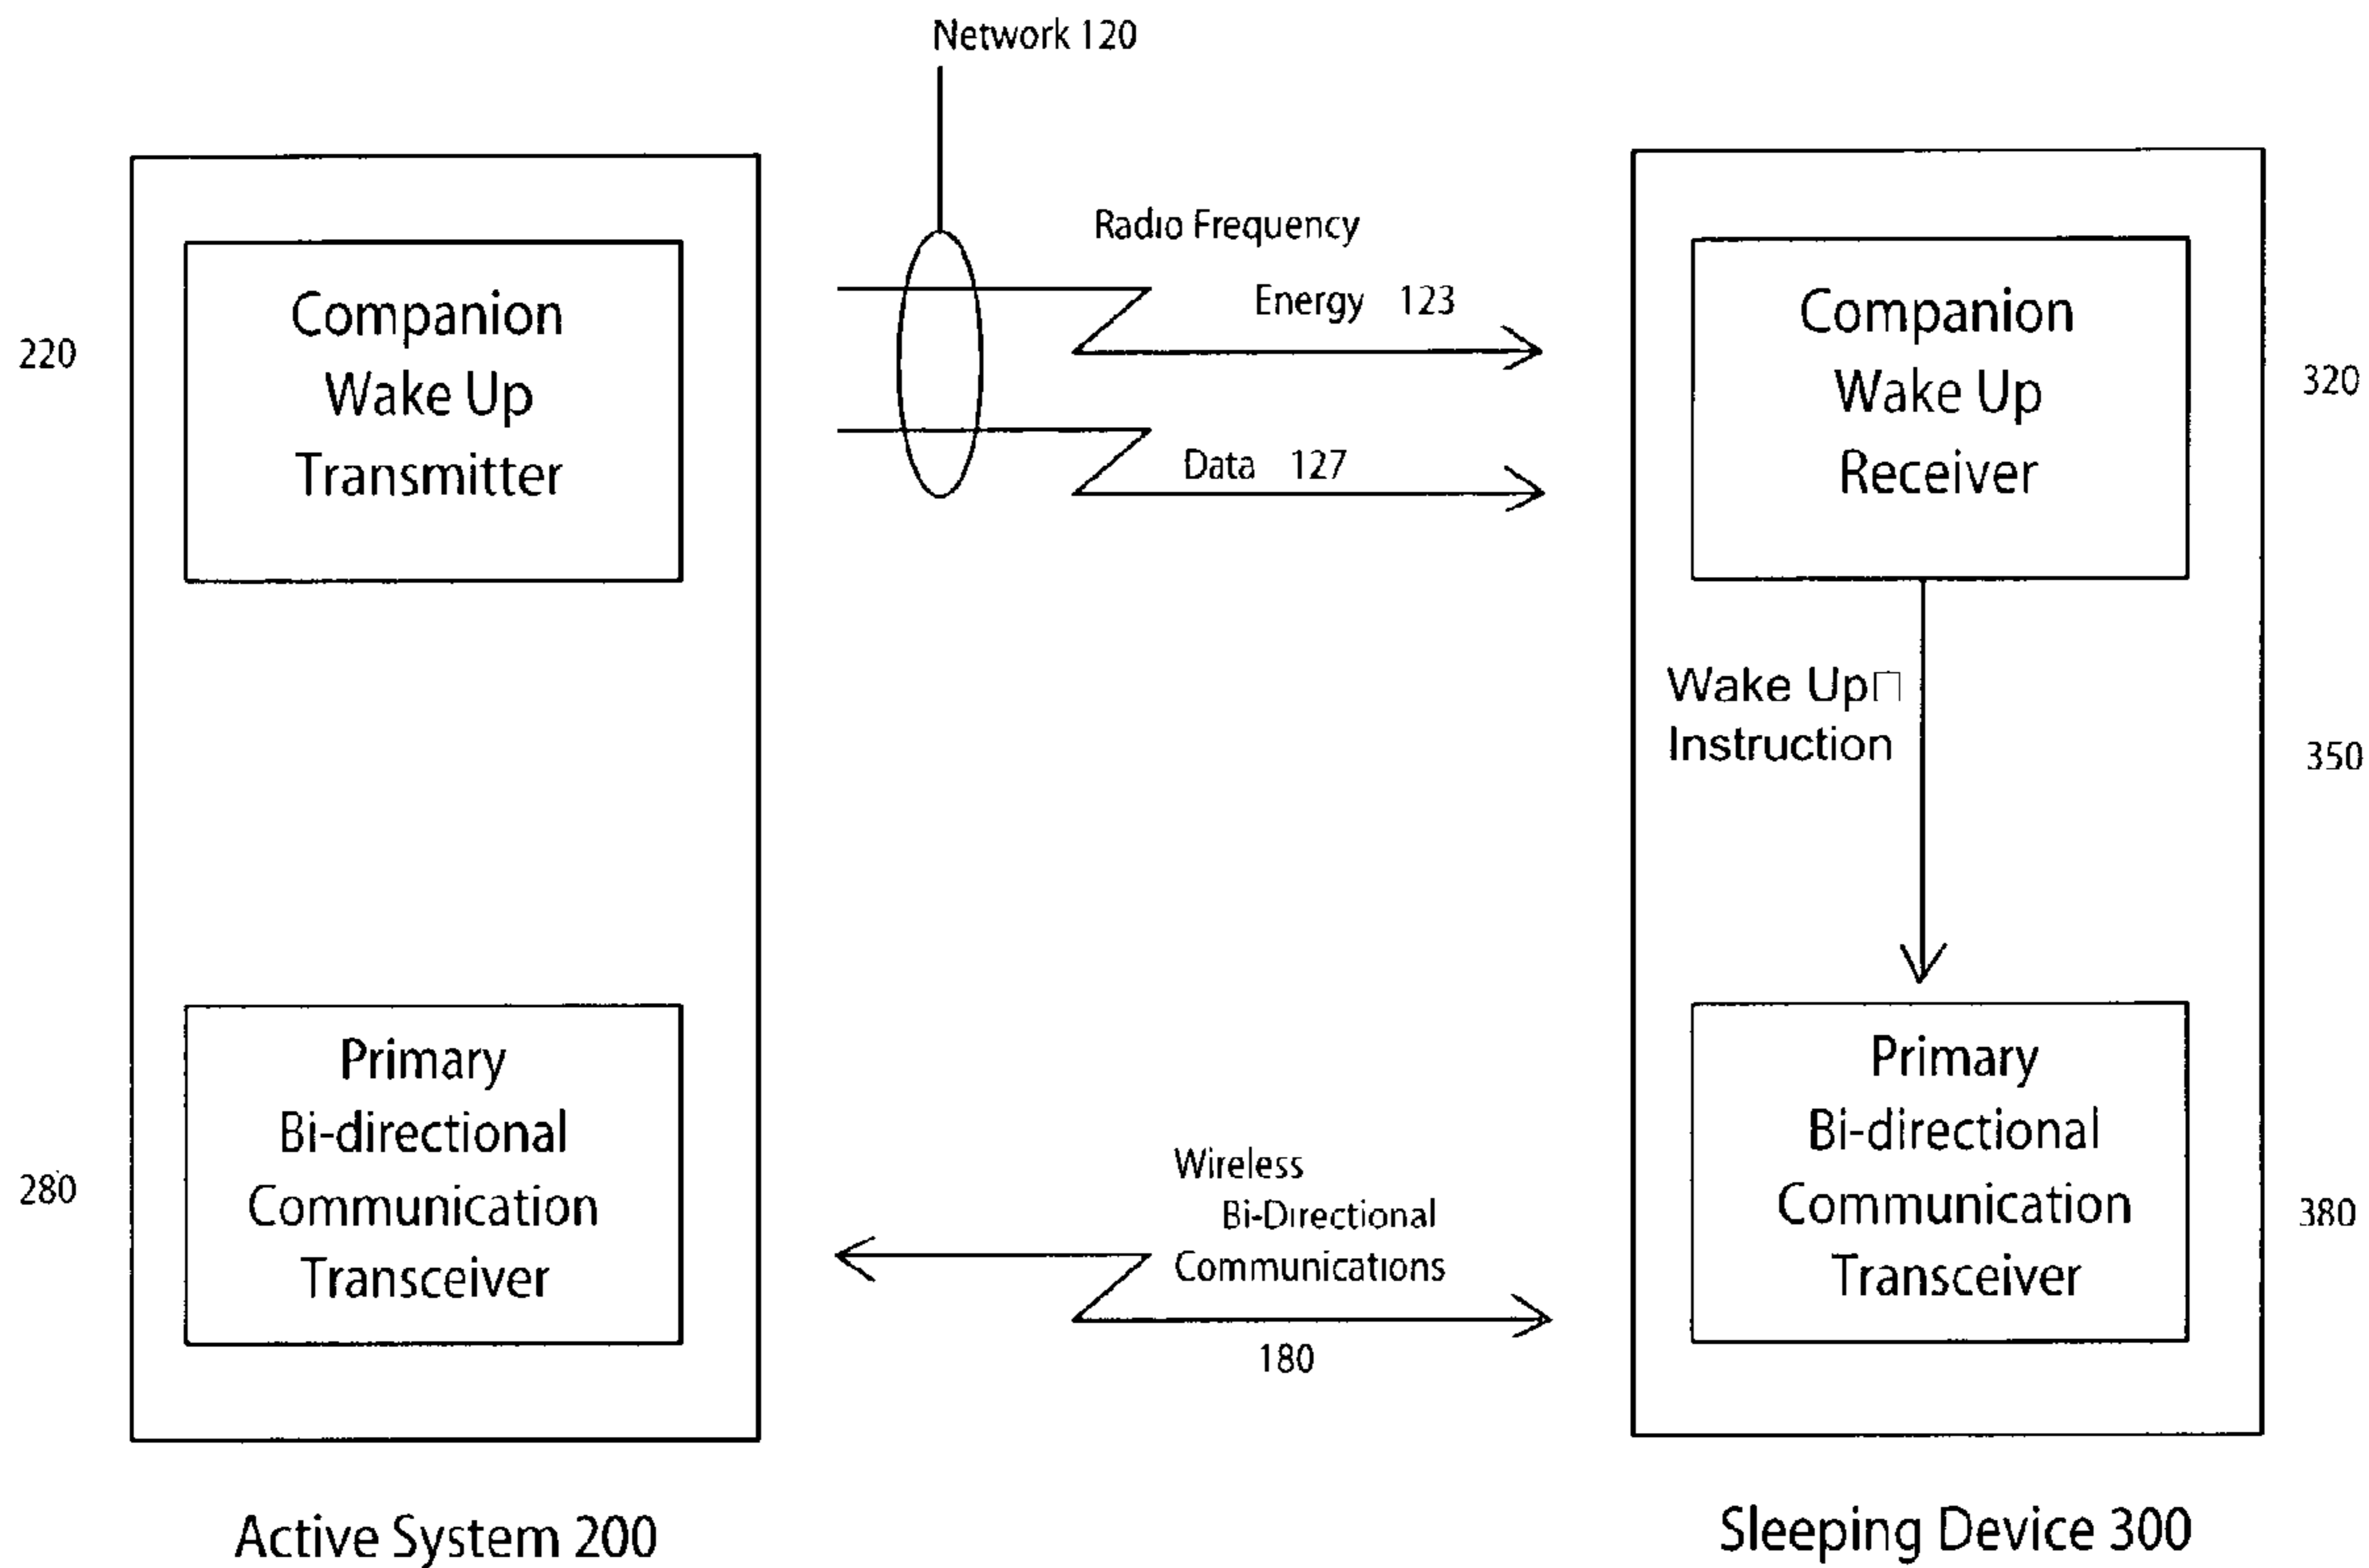 Network 120
Radio Frequency
Energy 123
Data 127
220
Companion
Wake Up
Transmitter
Companion
Wake Up
Receiver
320
Wake Up
Instruction
350
280
Primary
Bi-directional
Communication
Transceiver
Wireless
Bi-Directional
Communications
180
Primary
Bi-directional
Communication
Transceiver
380
Active System 200
Sleeping Device 300